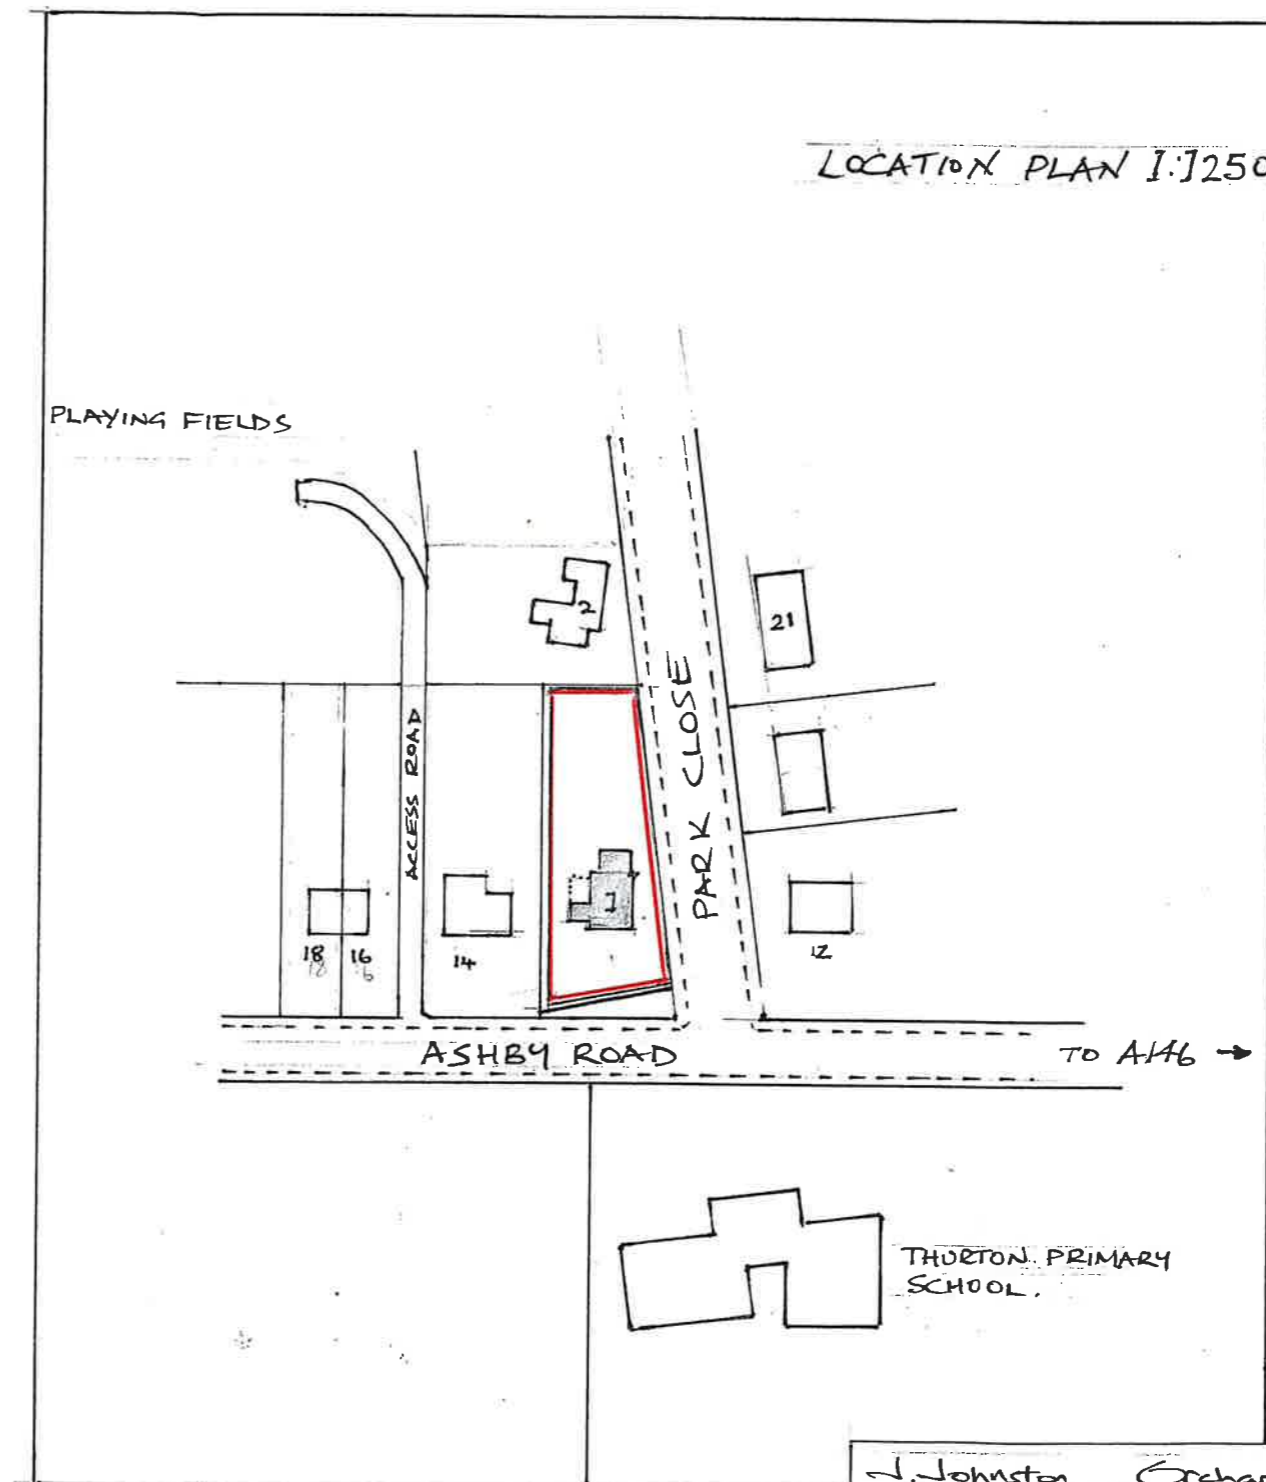 LOCATION PLAN 1:1250
PLAYING FIELDS
2
21
PARK CLOSE
ACCESS ROAD
1
18 16
14
12
ASHBY ROAD
TO A146 →
THURTON PRIMARY
SCHOOL.
J. Johnston